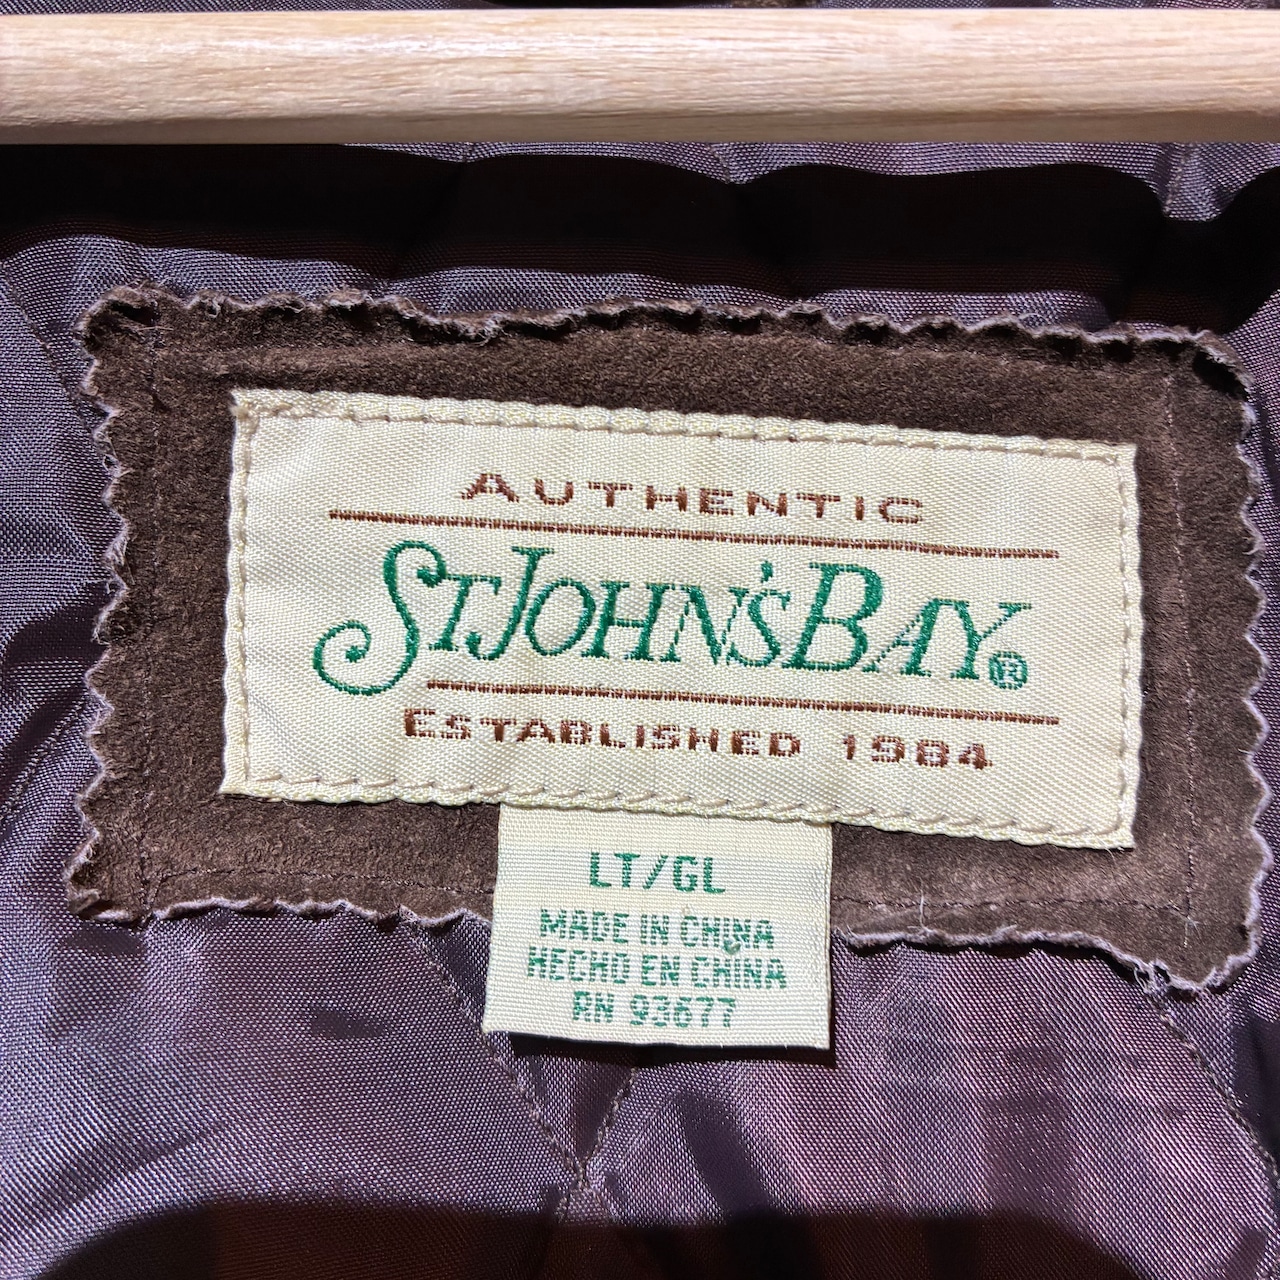 AUTHENTIC
ST. JOHN'S BAY®
ESTABLISHED 1984
LT/GL
MADE IN CHINA
HECHO EN CHINA
RN 93677